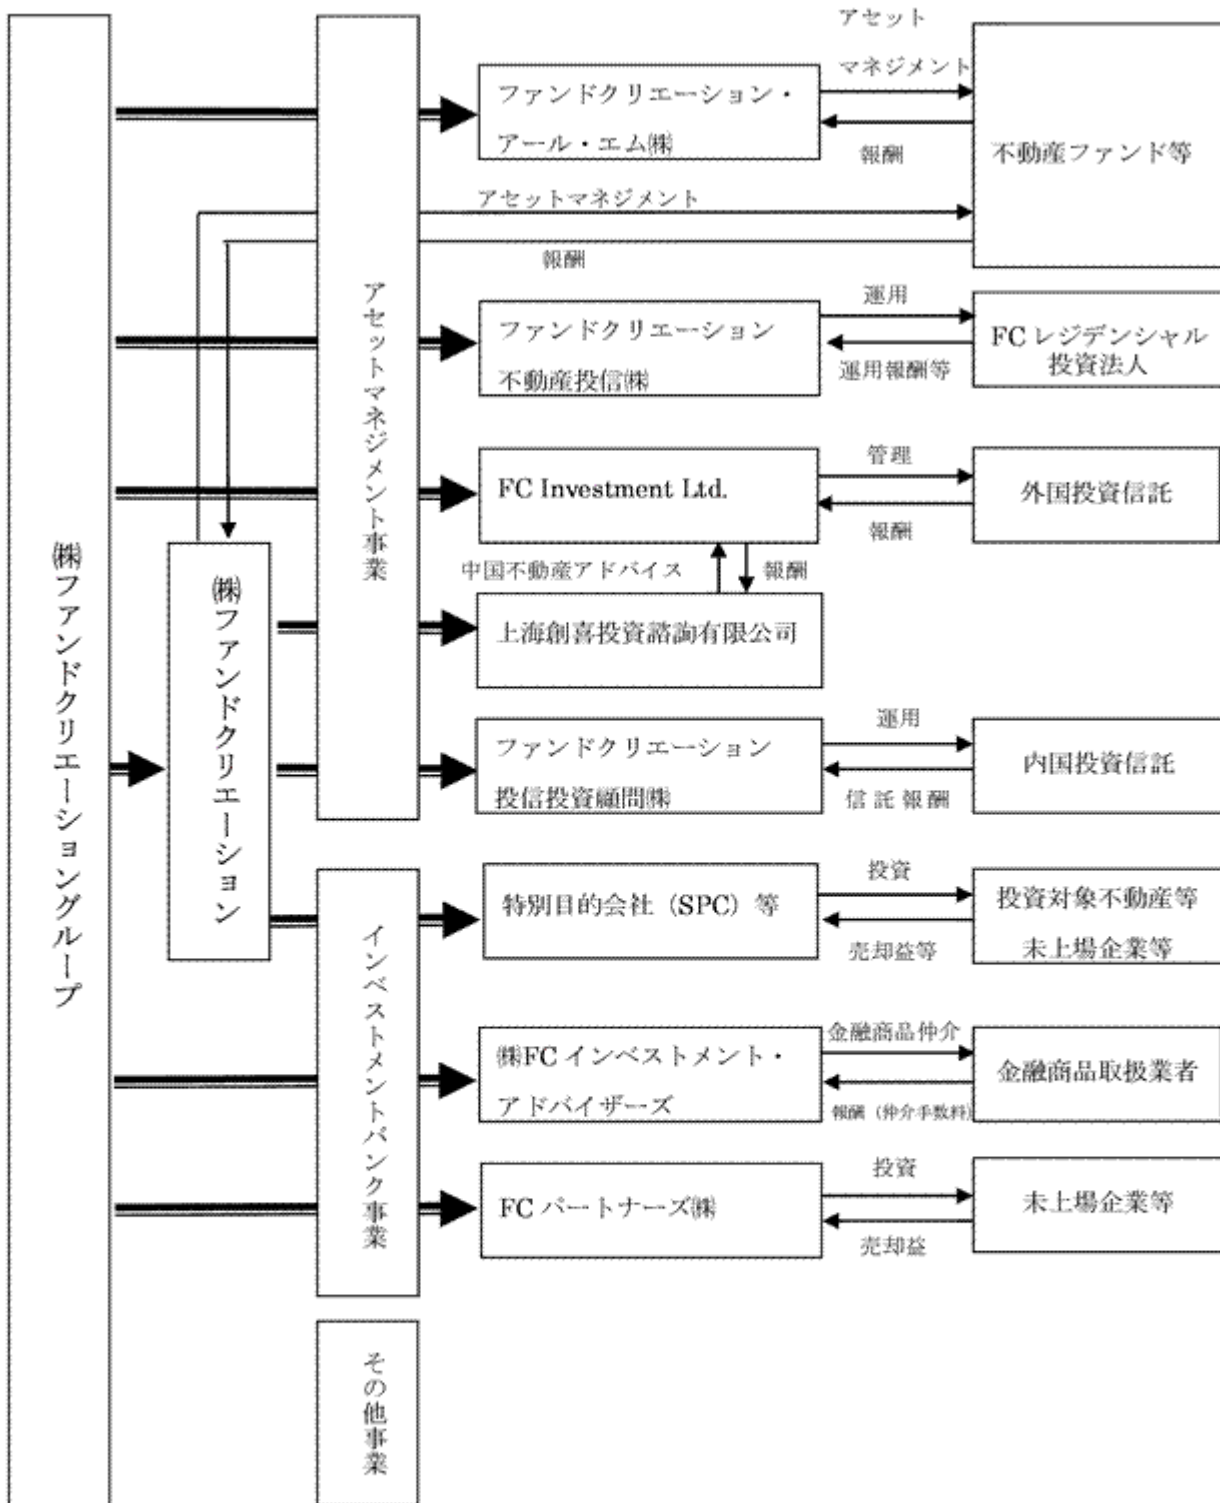 ㈱ファンドクリエーショングループ
㈱ファンドクリエーション
アセットマネジメント事業
ファンドクリエーション・
アール・エム㈱
アセット
マネジメント
報酬
不動産ファンド等
アセットマネジメント
報酬
ファンドクリエーション
不動産投信㈱
運用
運用報酬等
FC レジデンシャル
投資法人
FC Investment Ltd.
管理
報酬
外国投資信託
中国不動産アドバイス
報酬
上海創喜投資諮詢有限公司
ファンドクリエーション
投信投資顧問㈱
運用
信託報酬
内国投資信託
インベストメントバンク事業
特別目的会社（SPC）等
投資
売却益等
投資対象不動産等
未上場企業等
㈱FC インベストメント・
アドバイザーズ
金融商品仲介
報酬（仲介手数料）
金融商品取扱業者
FC パートナーズ㈱
投資
売却益
未上場企業等
その他事業